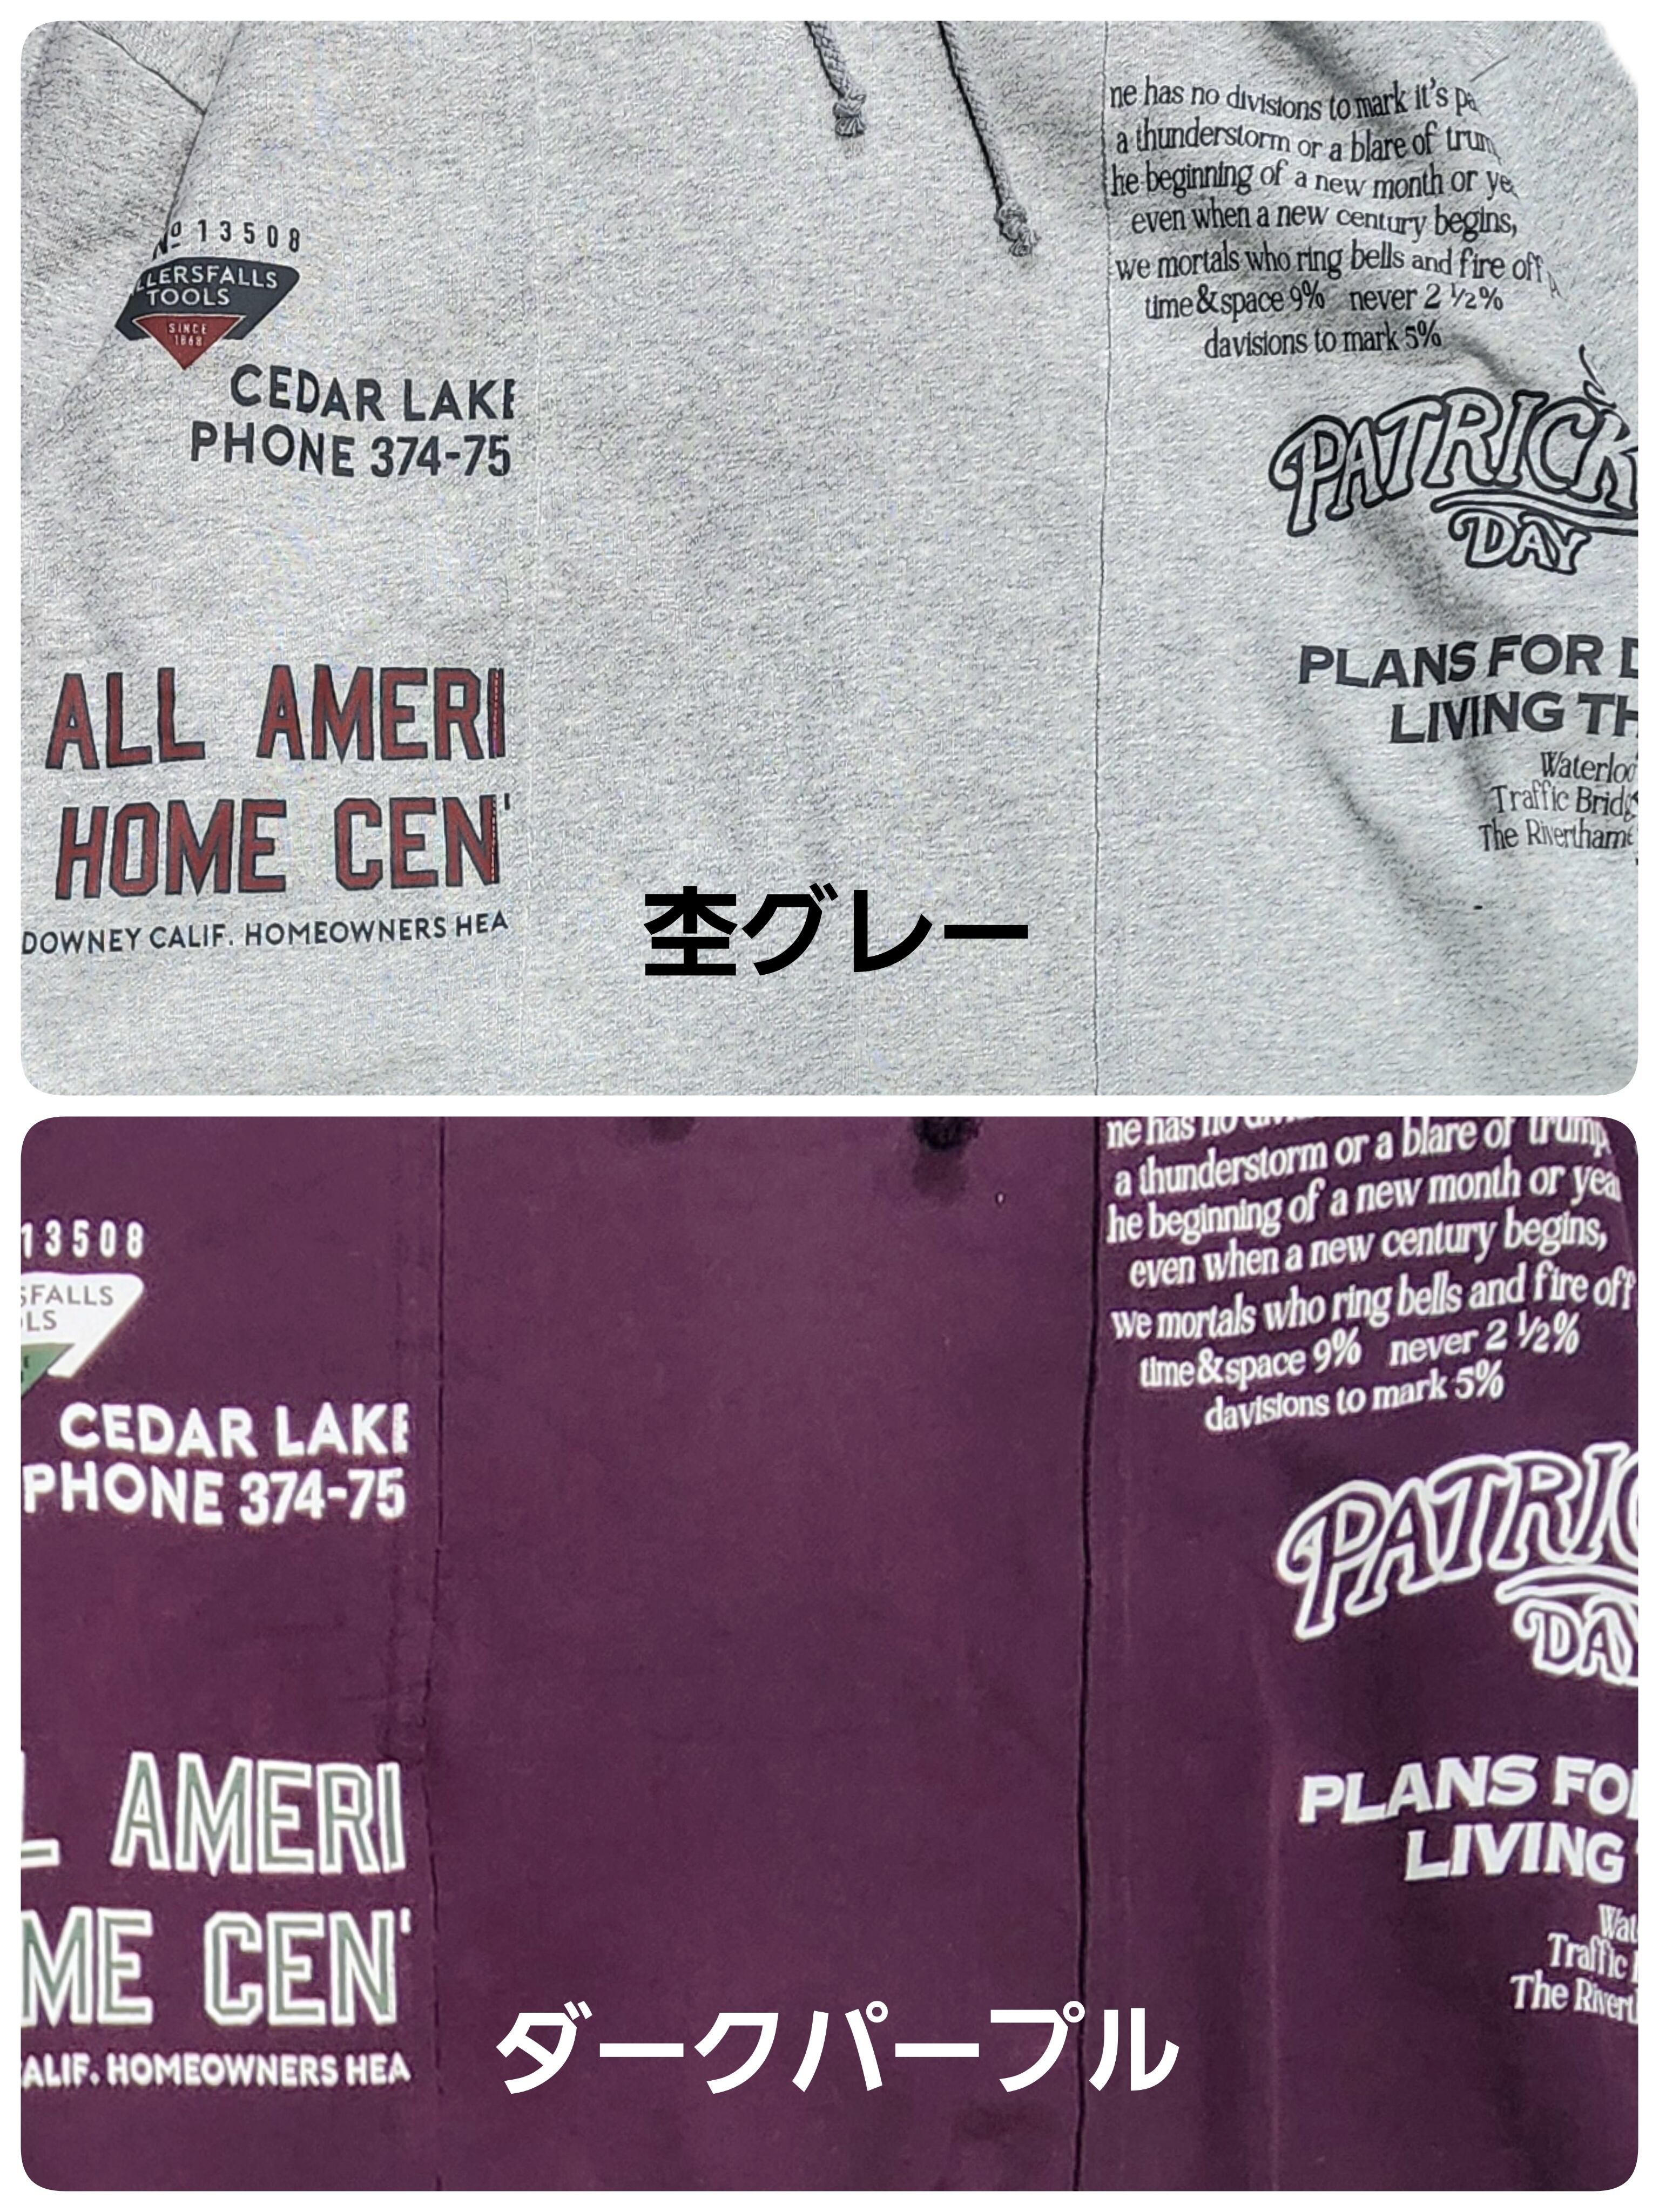 ne has no divisions to mark it's pa
a thunderstorm or a blare of trum
he beginning of a new month or ye
even when a new century begins,
we mortals who ring bells and fire off
time&space 9% never 2 ½%
davisions to mark 5%
Nº 13508
LLERSFALLS
TOOLS
SINCE
1868
CEDAR LAKE
PHONE 374-75
PATRICK
DAY
ALL AMERI
HOME CEN
DOWNEY CALIF. HOMEOWNERS HEA
PLANS FOR D
LIVING TH
Waterloo
Traffic Bridg
The Riverthame
杢グレー
ne has no
a thunderstorm or a blare of trump
he beginning of a new month or yea
even when a new century begins,
we mortals who ring bells and fire off
time&space 9% never 2 ½%
davisions to mark 5%
13508
SFALLS
LS
CEDAR LAKE
PHONE 374-75
PATRIC
DAY
L AMERI
ME CEN
ALIF. HOMEOWNERS HEA
PLANS FO
LIVING
Wat
Traffic
The Rivert
ダークパープル